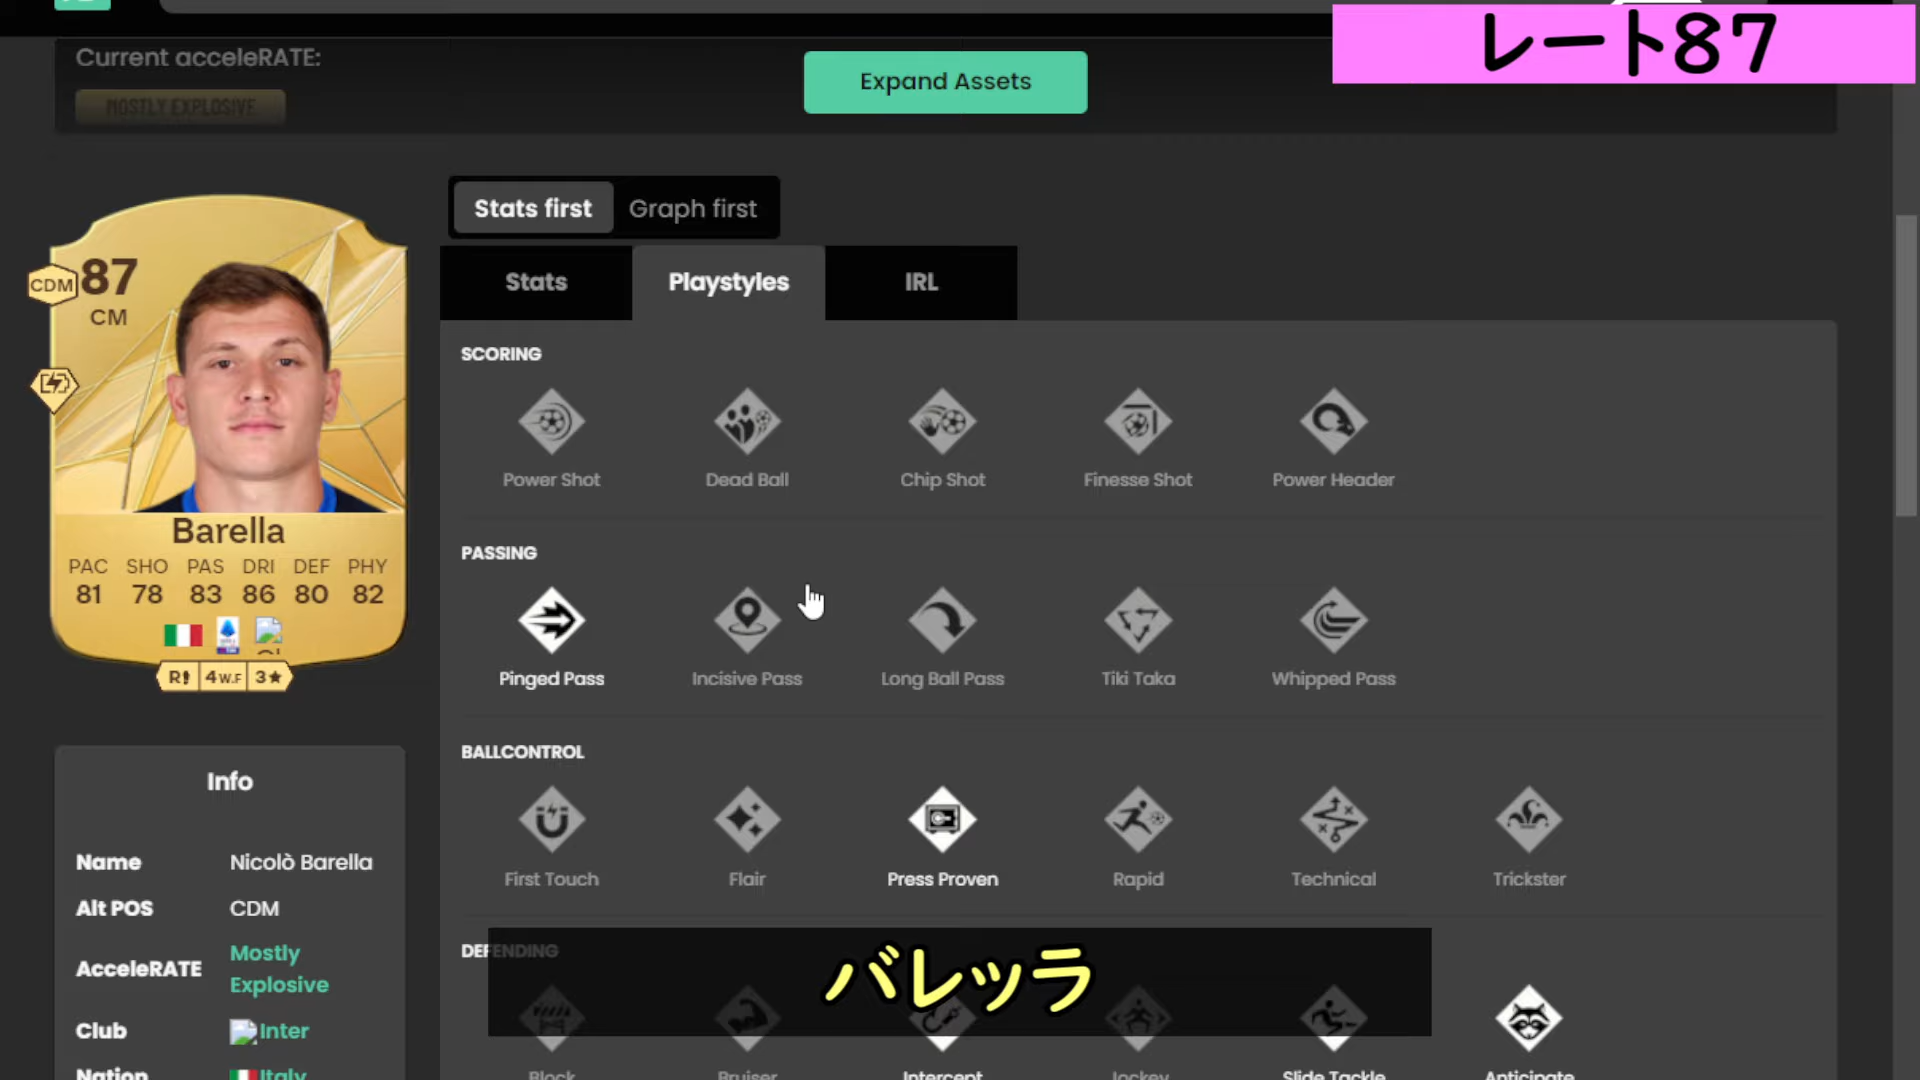 Current acceleRATE:
MOSTLY EXPLOSIVE
Expand Assets
レート87
Stats first
Graph first
Stats
Playstyles
IRL
CDM
87
CM
Barella
PAC SHO PAS DRI DEF PHY
81 78 83 86 80 82
4W.F 3★
SCORING
Power Shot
Dead Ball
Chip Shot
Finesse Shot
Power Header
PASSING
Pinged Pass
Incisive Pass
Long Ball Pass
Tiki Taka
Whipped Pass
BALLCONTROL
First Touch
Flair
Press Proven
Rapid
Technical
Trickster
DEFENDING
Block
Bruiser
Intercept
Jockey
Slide Tackle
Anticipate
バレッラ
Info
Name Nicolò Barella
Alt POS CDM
AcceleRATE Mostly
Explosive
Club Inter
Nation Italy